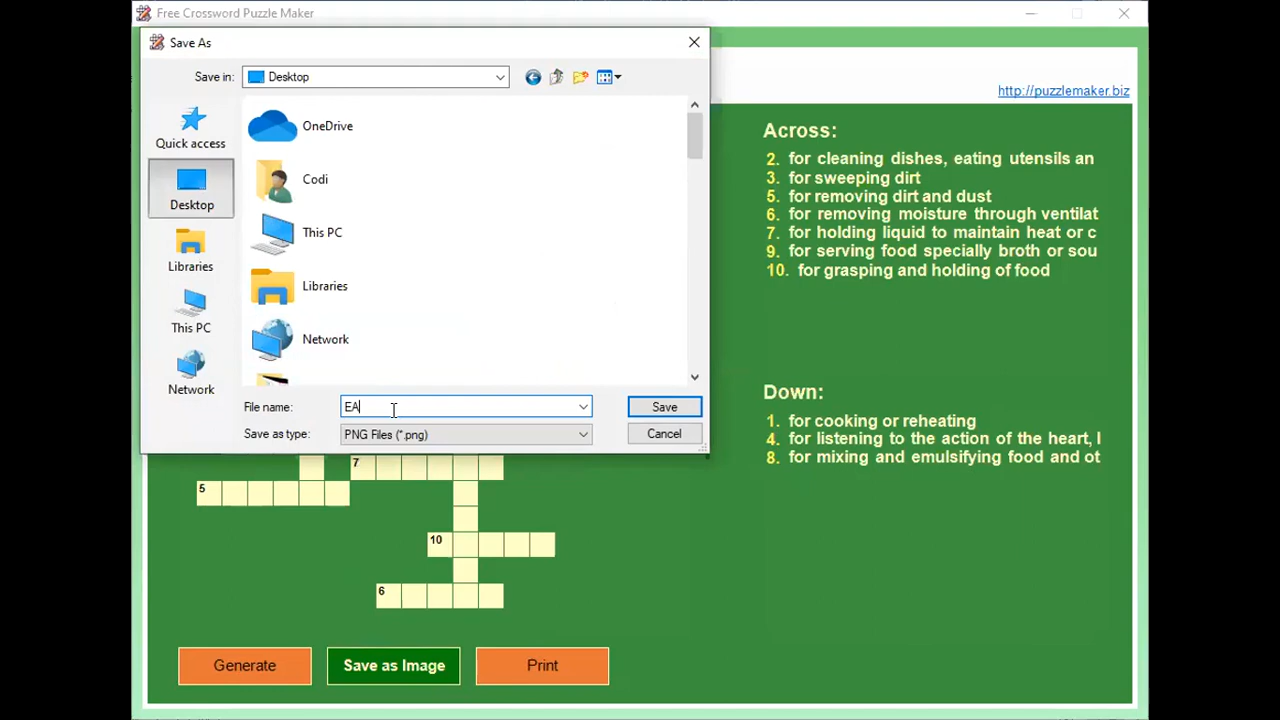 Free Crossword Puzzle Maker
Save As
Save in:
Desktop
http://puzzlemaker.biz
Quick access
Desktop
Libraries
This PC
Network
OneDrive
Codi
This PC
Libraries
Network
File name:
EA
Save
Save as type:
PNG Files (*.png)
Cancel
Across:
2. for cleaning dishes, eating utensils an
3. for sweeping dirt
5. for removing dirt and dust
6. for removing moisture through ventilat
7. for holding liquid to maintain heat or c
9. for serving food specially broth or sou
10. for grasping and holding of food
Down:
1. for cooking or reheating
4. for listening to the action of the heart, l
8. for mixing and emulsifying food and ot
7
5
10
6
Generate
Save as Image
Print